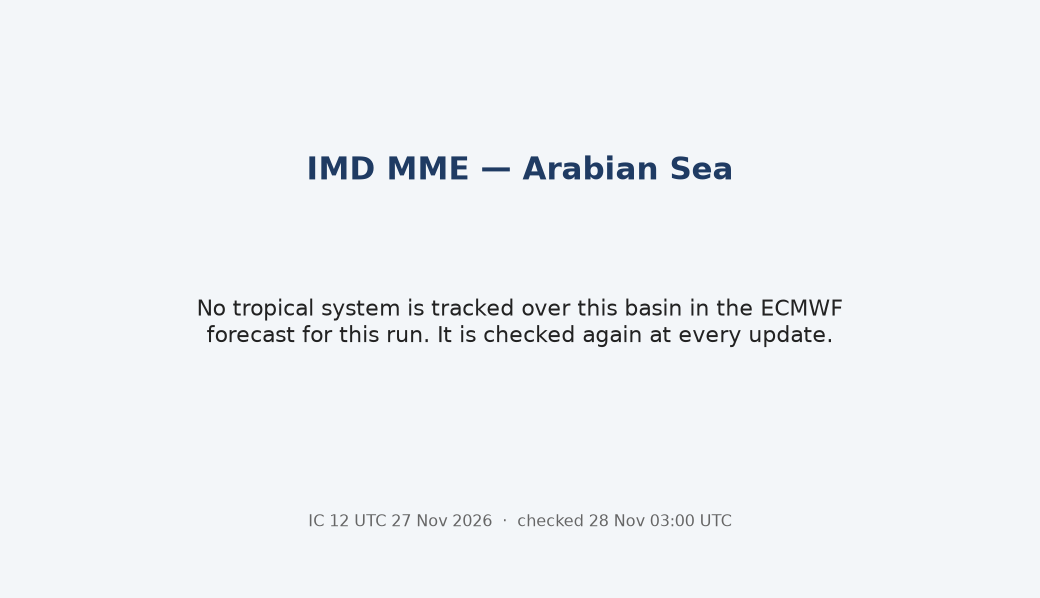 IMD MME — Arabian Sea
No tropical system is tracked over this basin in the ECMWF
forecast for this run. It is checked again at every update.
IC 12 UTC 27 Nov 2026 · checked 28 Nov 03:00 UTC